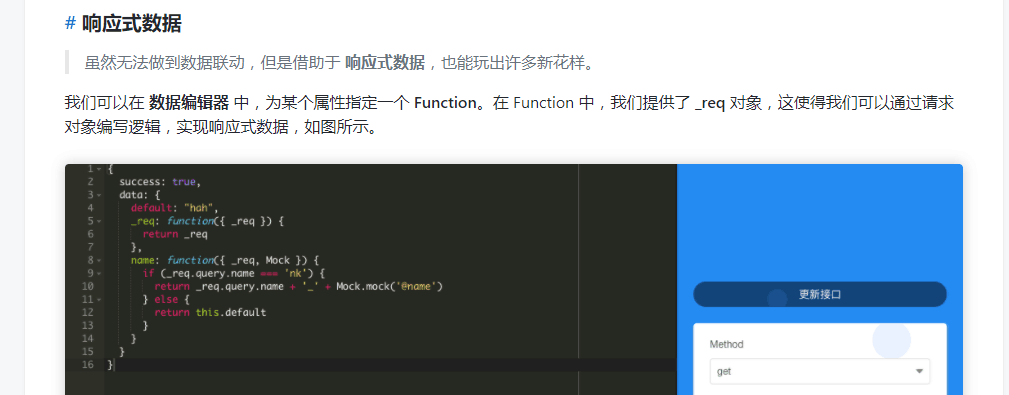 # 响应式数据
虽然无法做到数据联动，但是借助于 响应式数据，也能玩出许多新花样。
我们可以在 数据编辑器 中，为某个属性指定一个 Function。在 Function 中，我们提供了 _req 对象，这使得我们可以通过请求
对象编写逻辑，实现响应式数据，如图所示。
1 {
2 success: true,
3 data: {
4 default: "hah",
5 _req: function({ _req }) {
6 return _req
7 },
8 name: function({ _req, Mock }) {
9 if (_req.query.name === 'nk') {
10 return _req.query.name + '_' + Mock.mock('@name')
11 } else {
12 return this.default
13 }
14 }
15 }
16 }
更新接口
Method
get